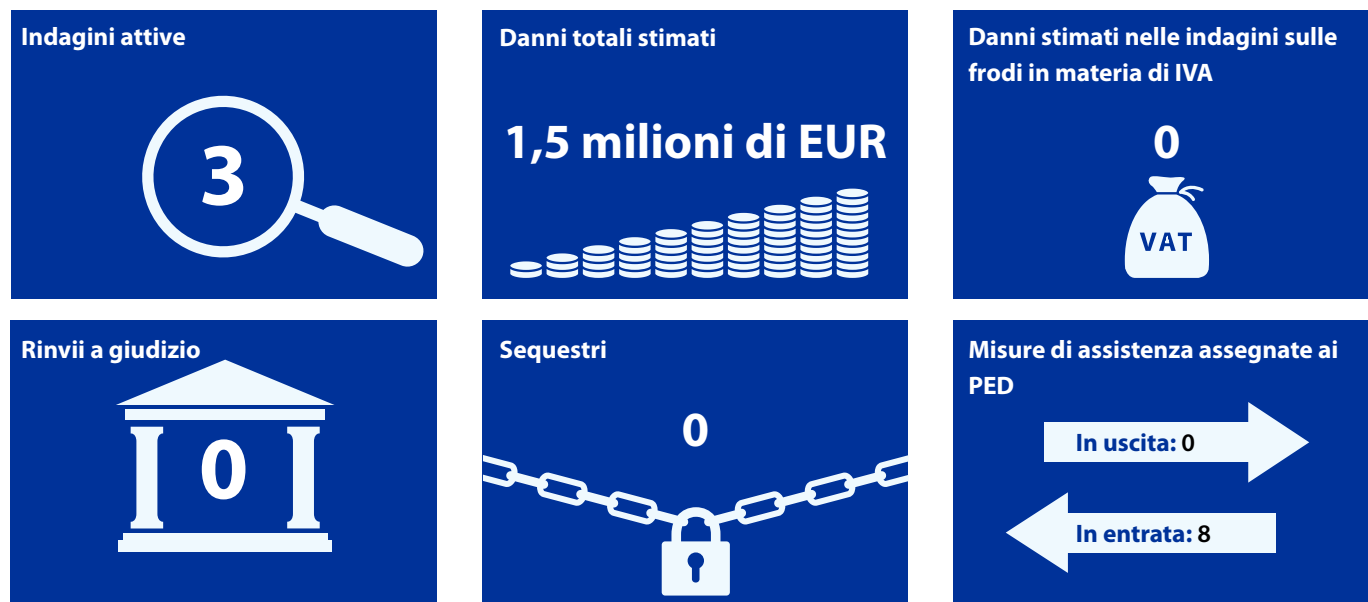 Indagini attive
3
Danni totali stimati
1,5 milioni di EUR
Danni stimati nelle indagini sulle
frodi in materia di IVA
0
VAT
Rinvii a giudizio
0
Sequestri
0
Misure di assistenza assegnate ai
PED
In uscita: 0
In entrata: 8